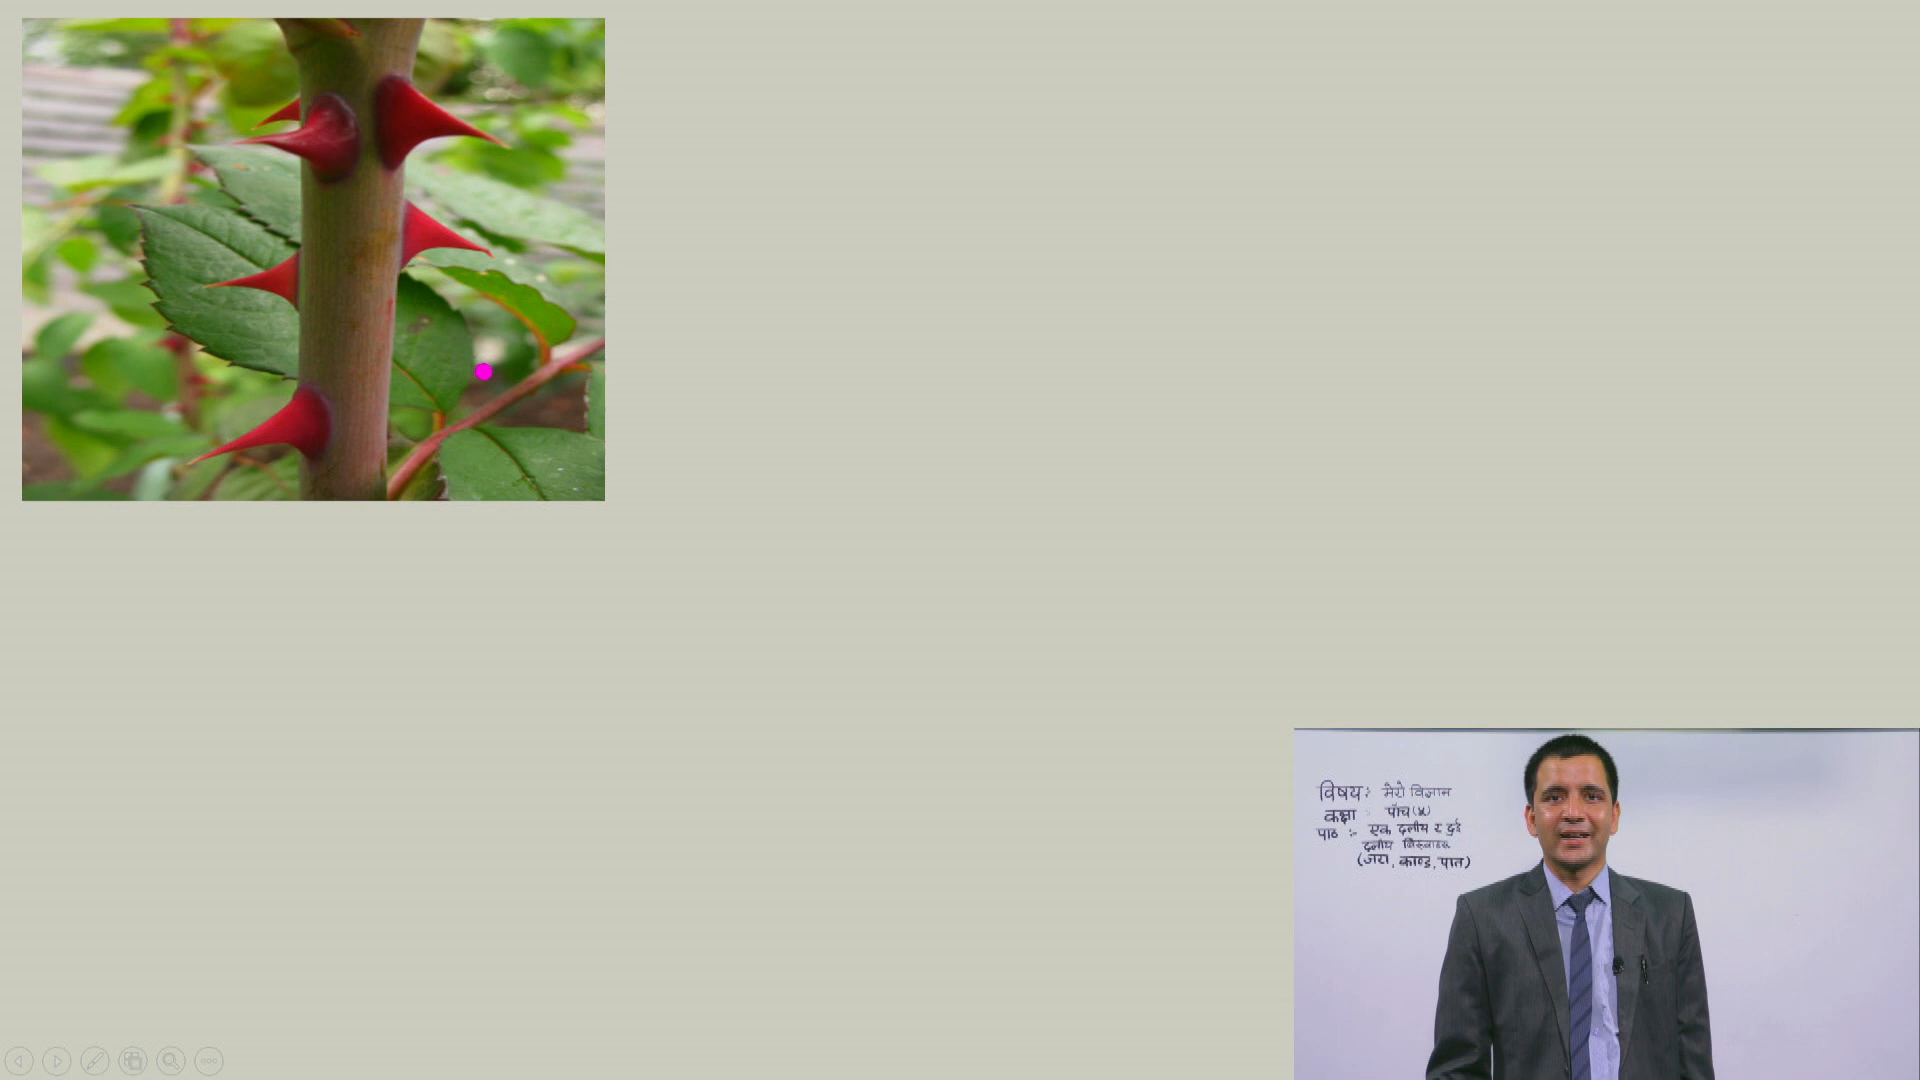 विषय: मेरो विज्ञान
कक्षा : पाँच (५)
पाठ :- एक दलीय र दुई
दलीय बिरुवाहरू
(जरा, काण्ड, पात)